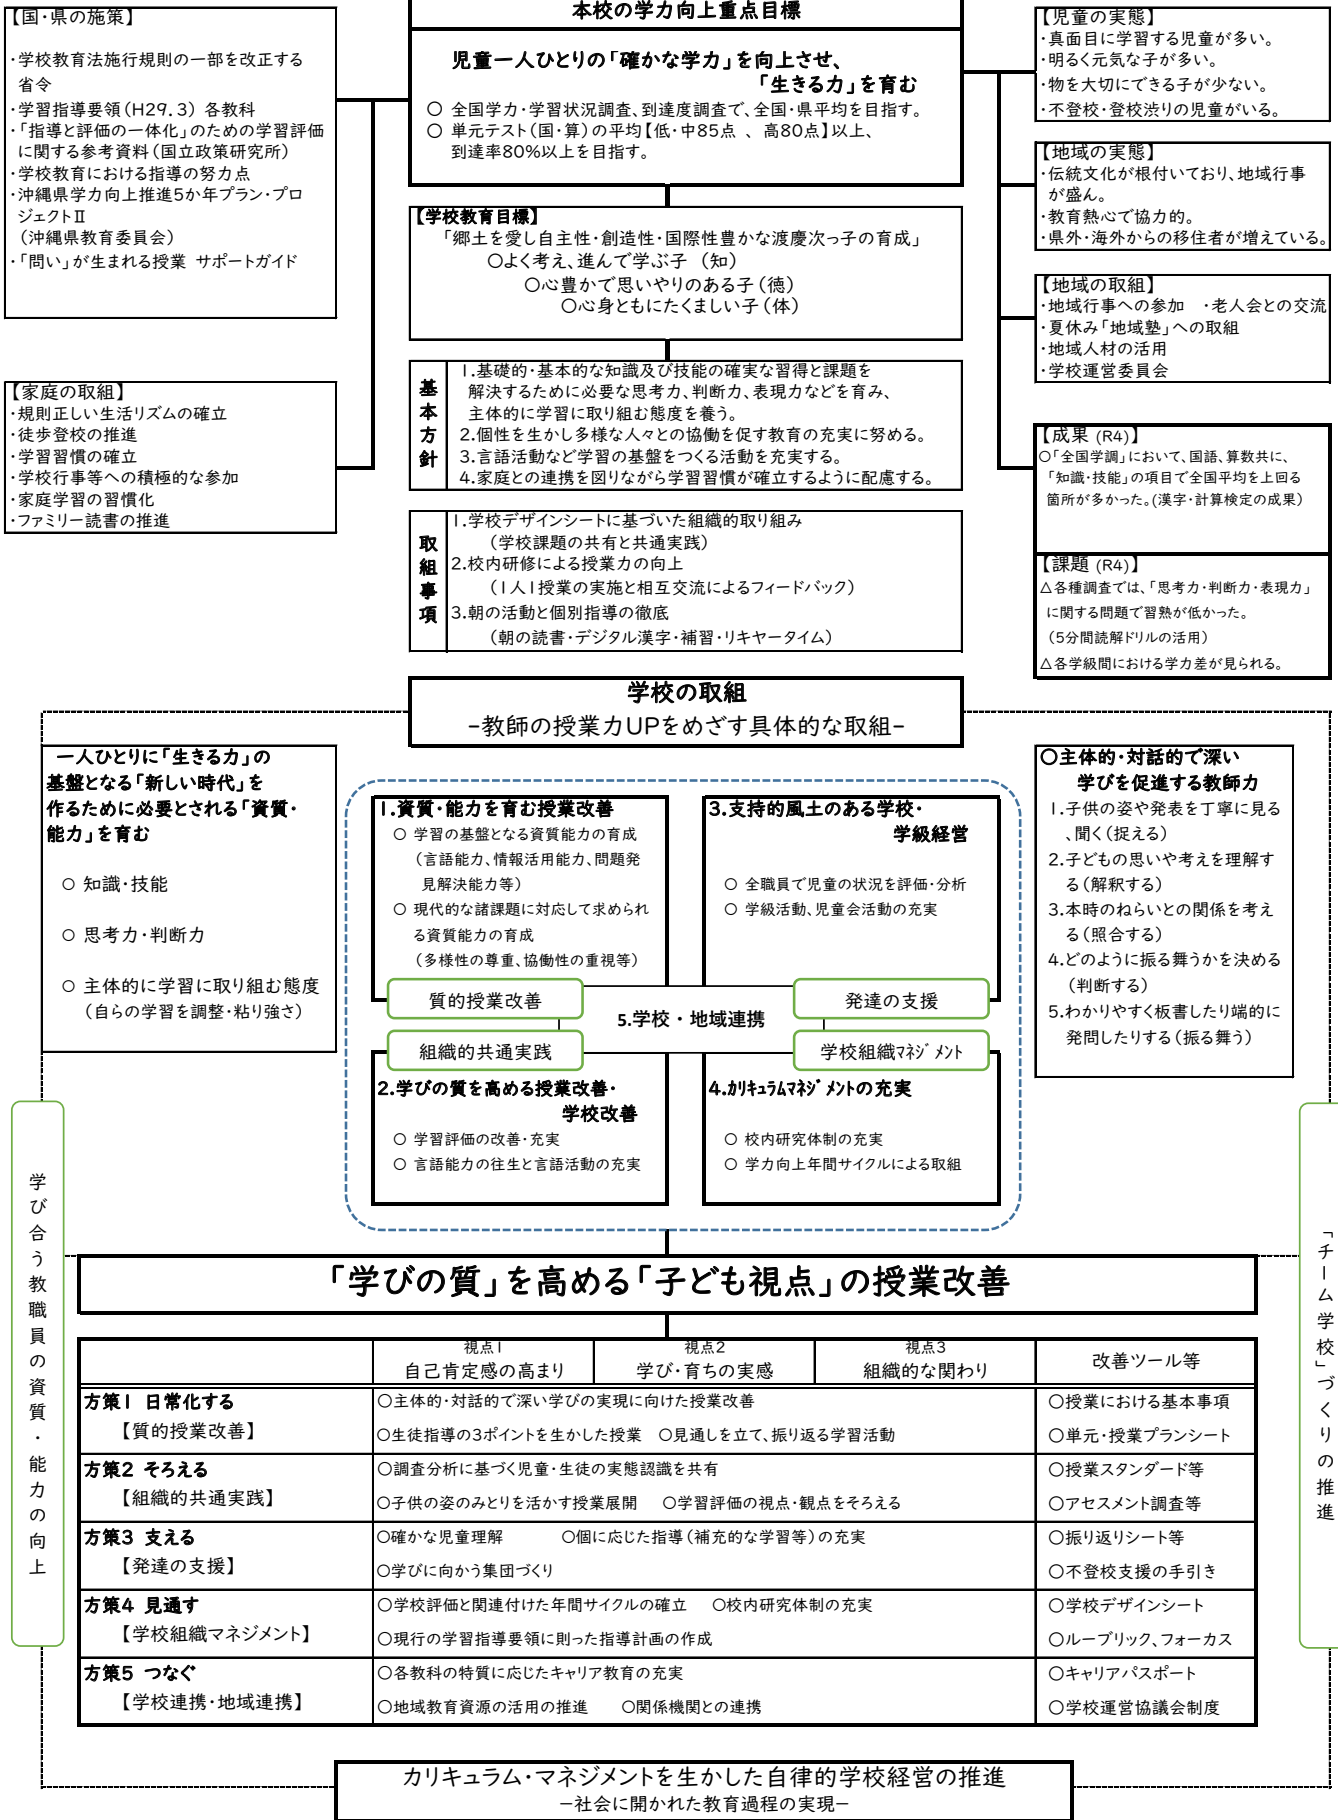 【国・県の施策】
・学校教育法施行規則の一部を改正する
省令
・学習指導要領(H29.3) 各教科
・「指導と評価の一体化」のための学習評価
に関する参考資料(国立政策研究所)
・学校教育における指導の努力点
・沖縄県学力向上推進5か年プラン・プロ
ジェクトⅡ
(沖縄県教育委員会)
・「問い」が生まれる授業 サポートガイド
【家庭の取組】
・規則正しい生活リズムの確立
・徒歩登校の推進
・学習習慣の確立
・学校行事等への積極的な参加
・家庭学習の習慣化
・ファミリー読書の推進
本校の学力向上重点目標
児童一人ひとりの「確かな学力」を向上させ、
「生きる力」を育む
○ 全国学力・学習状況調査、到達度調査で、全国・県平均を目指す。
○ 単元テスト(国・算)の平均【低・中85点 、 高80点】以上、
到達率80%以上を目指す。
【学校教育目標】
「郷土を愛し自主性・創造性・国際性豊かな渡慶次っ子の育成」
○よく考え、進んで学ぶ子 (知)
○心豊かで思いやりのある子(徳)
○心身ともにたくましい子(体)
基本方針
1.基礎的・基本的な知識及び技能の確実な習得と課題を
解決するために必要な思考力、判断力、表現力などを育み、
主体的に学習に取り組む態度を養う。
2.個性を生かし多様な人々との協働を促す教育の充実に努める。
3.言語活動など学習の基盤をつくる活動を充実する。
4.家庭との連携を図りながら学習習慣が確立するように配慮する。
取組事項
1.学校デザインシートに基づいた組織的取り組み
(学校課題の共有と共通実践)
2.校内研修による授業力の向上
(1人1授業の実施と相互交流によるフィードバック)
3.朝の活動と個別指導の徹底
(朝の読書・デジタル漢字・補習・リキャータイム)
【児童の実態】
・真面目に学習する児童が多い。
・明るく元気な子が多い。
・物を大切にできる子が少ない。
・不登校・登校渋りの児童がいる。
【地域の実態】
・伝統文化が根付いており、地域行事
が盛ん。
・教育熱心で協力的。
・県外・海外からの移住者が増えている。
【地域の取組】
・地域行事への参加 ・老人会との交流
・夏休み「地域塾」への取組
・地域人材の活用
・学校運営委員会
【成果 (R4)】
○「全国学調」において、国語、算数共に、
「知識・技能」の項目で全国平均を上回る
箇所が多かった。(漢字・計算検定の成果)
【課題 (R4)】
△各種調査では、「思考力・判断力・表現力」
に関する問題で習熟が低かった。
(5分間読解ドリルの活用)
△各学級間における学力差が見られる。
学校の取組
-教師の授業力UPをめざす具体的な取組-
一人ひとりに「生きる力」の
基盤となる「新しい時代」を
作るために必要とされる「資質・
能力」を育む
○ 知識・技能
○ 思考力・判断力
○ 主体的に学習に取り組む態度
(自らの学習を調整・粘り強さ)
1.資質・能力を育む授業改善
○ 学習の基盤となる資質能力の育成
(言語能力、情報活用能力、問題発
見解決能力等)
○ 現代的な諸課題に対応して求められ
る資質能力の育成
(多様性の尊重、協働性の重視等)
質的授業改善
3.支持的風土のある学校・
学級経営
○ 全職員で児童の状況を評価・分析
○ 学級活動、児童会活動の充実
発達の支援
5.学校・地域連携
組織的共通実践
2.学びの質を高める授業改善・
学校改善
○ 学習評価の改善・充実
○ 言語能力の往生と言語活動の充実
学校組織マネジメント
4.カリキュラムマネジメントの充実
○ 校内研究体制の充実
○ 学力向上年間サイクルによる取組
○主体的・対話的で深い
学びを促進する教師力
1.子供の姿や発表を丁寧に見る
、聞く(捉える)
2.子どもの思いや考えを理解す
る(解釈する)
3.本時のねらいとの関係を考え
る(照合する)
4.どのように振る舞うかを決める
(判断する)
5.わかりやすく板書したり端的に
発問したりする(振る舞う)
学び合う教職員の資質・能力の向上
「チーム学校」づくりの推進
「学びの質」を高める「子ども視点」の授業改善
視点1 視点2 視点3
自己肯定感の高まり 学び・育ちの実感 組織的な関わり 改善ツール等
方策1 日常化する
【質的授業改善】
○主体的・対話的で深い学びの実現に向けた授業改善
○生徒指導の3ポイントを生かした授業 ○見通しを立て、振り返る学習活動
○授業における基本事項
○単元・授業プランシート
方策2 そろえる
【組織的共通実践】
○調査分析に基づく児童・生徒の実態認識を共有
○子供の姿のみとりを活かす授業展開 ○学習評価の視点・観点をそろえる
○授業スタンダード等
○アセスメント調査等
方策3 支える
【発達の支援】
○確かな児童理解 ○個に応じた指導(補充的な学習等)の充実
○学びに向かう集団づくり
○振り返りシート等
○不登校支援の手引き
方策4 見通す
【学校組織マネジメント】
○学校評価と関連付けた年間サイクルの確立 ○校内研究体制の充実
○現行の学習指導要領に則った指導計画の作成
○学校デザインシート
○ルーブリック、フォーカス
方策5 つなぐ
【学校連携・地域連携】
○各教科の特質に応じたキャリア教育の充実
○地域教育資源の活用の推進 ○関係機関との連携
○キャリアパスポート
○学校運営協議会制度
カリキュラム・マネジメントを生かした自律的学校経営の推進
-社会に開かれた教育過程の実現-